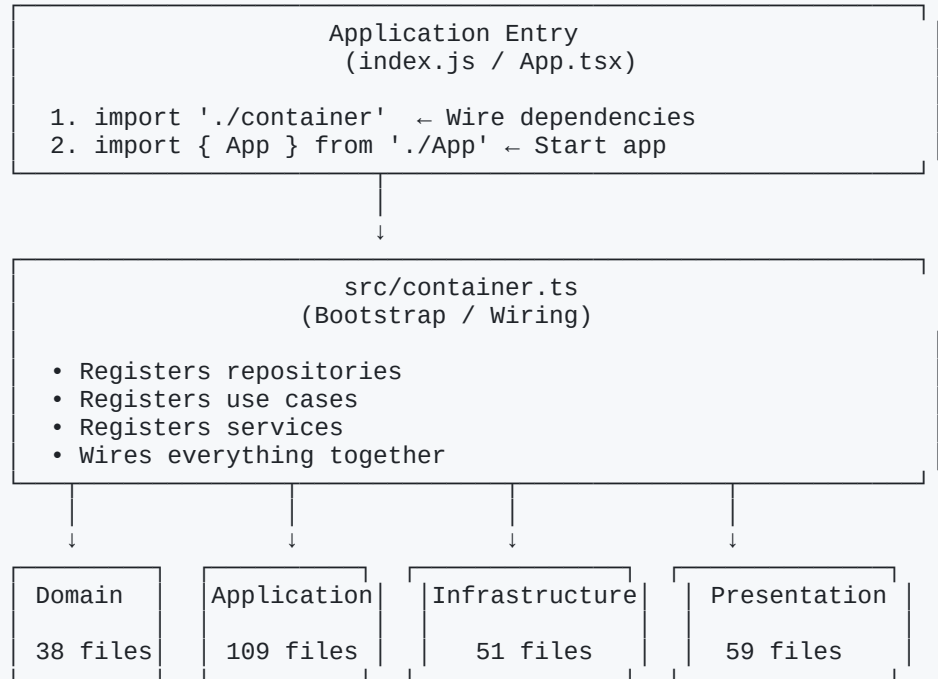 Application Entry
(index.js / App.tsx)
1. import './container' ← Wire dependencies
2. import { App } from './App' ← Start app
↓
src/container.ts
(Bootstrap / Wiring)
• Registers repositories
• Registers use cases
• Registers services
• Wires everything together
↓ ↓ ↓ ↓
Domain Application Infrastructure Presentation
38 files 109 files 51 files 59 files